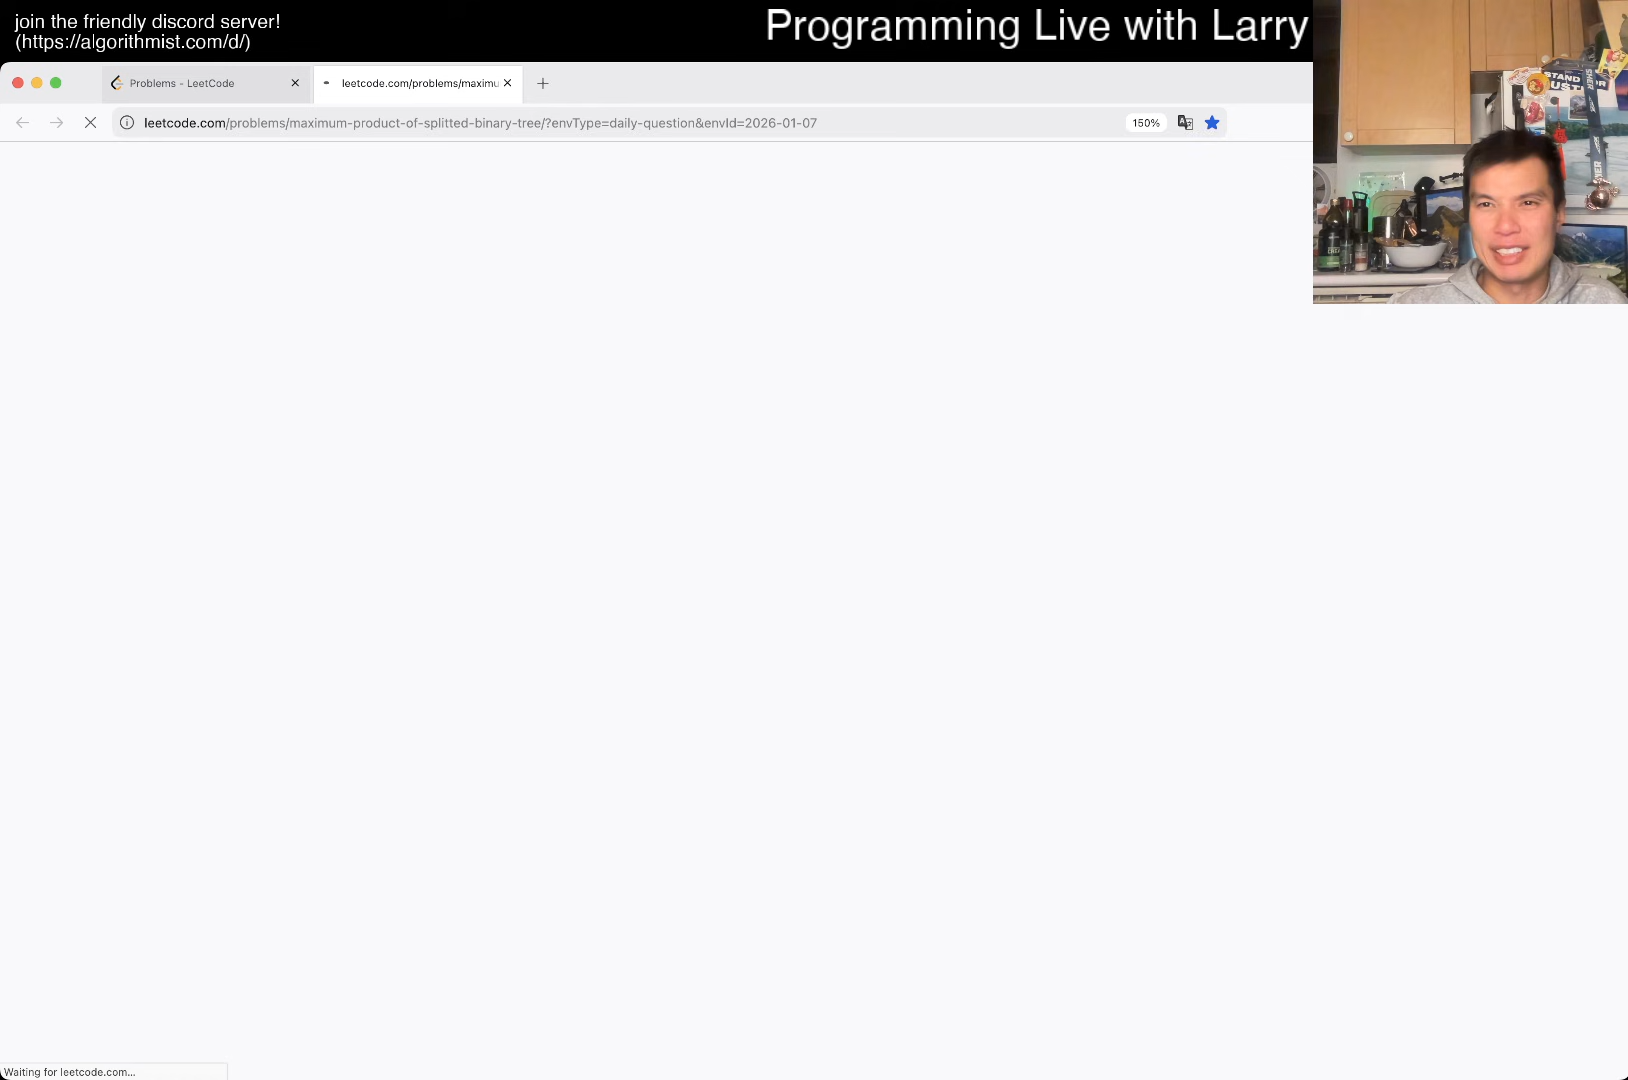 join the friendly discord server!
(https://algorithmist.com/d/)
Programming Live with Larry
Problems - LeetCode
leetcode.com/problems/maximu
leetcode.com/problems/maximum-product-of-splitted-binary-tree/?envType=daily-question&envId=2026-01-07
150%
STAND
Waiting for leetcode.com...